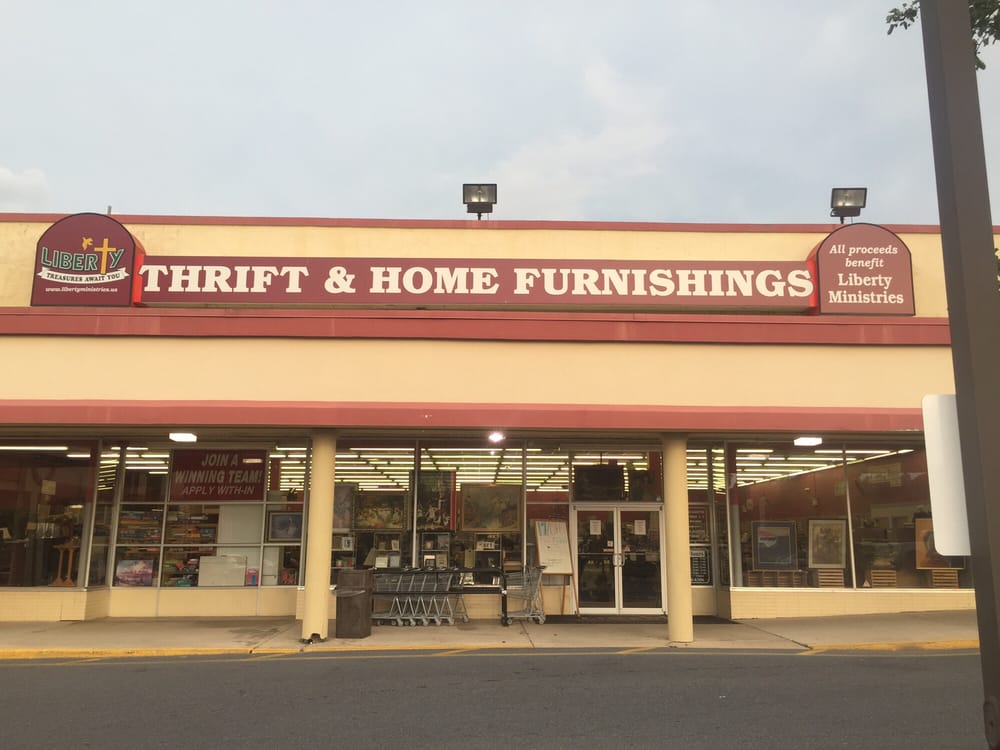 LIBERTY
TREASURES AWAIT YOU
www.libertyministries.us
THRIFT & HOME FURNISHINGS
All proceeds
benefit
Liberty
Ministries
JOIN A
WINNING TEAM!
APPLY WITH-IN